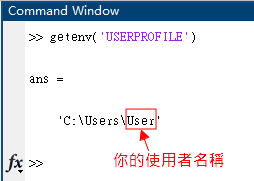 Command Window
>> getenv('USERPROFILE')
ans =
'C:\Users\User'
你的使用者名稱
fx >>